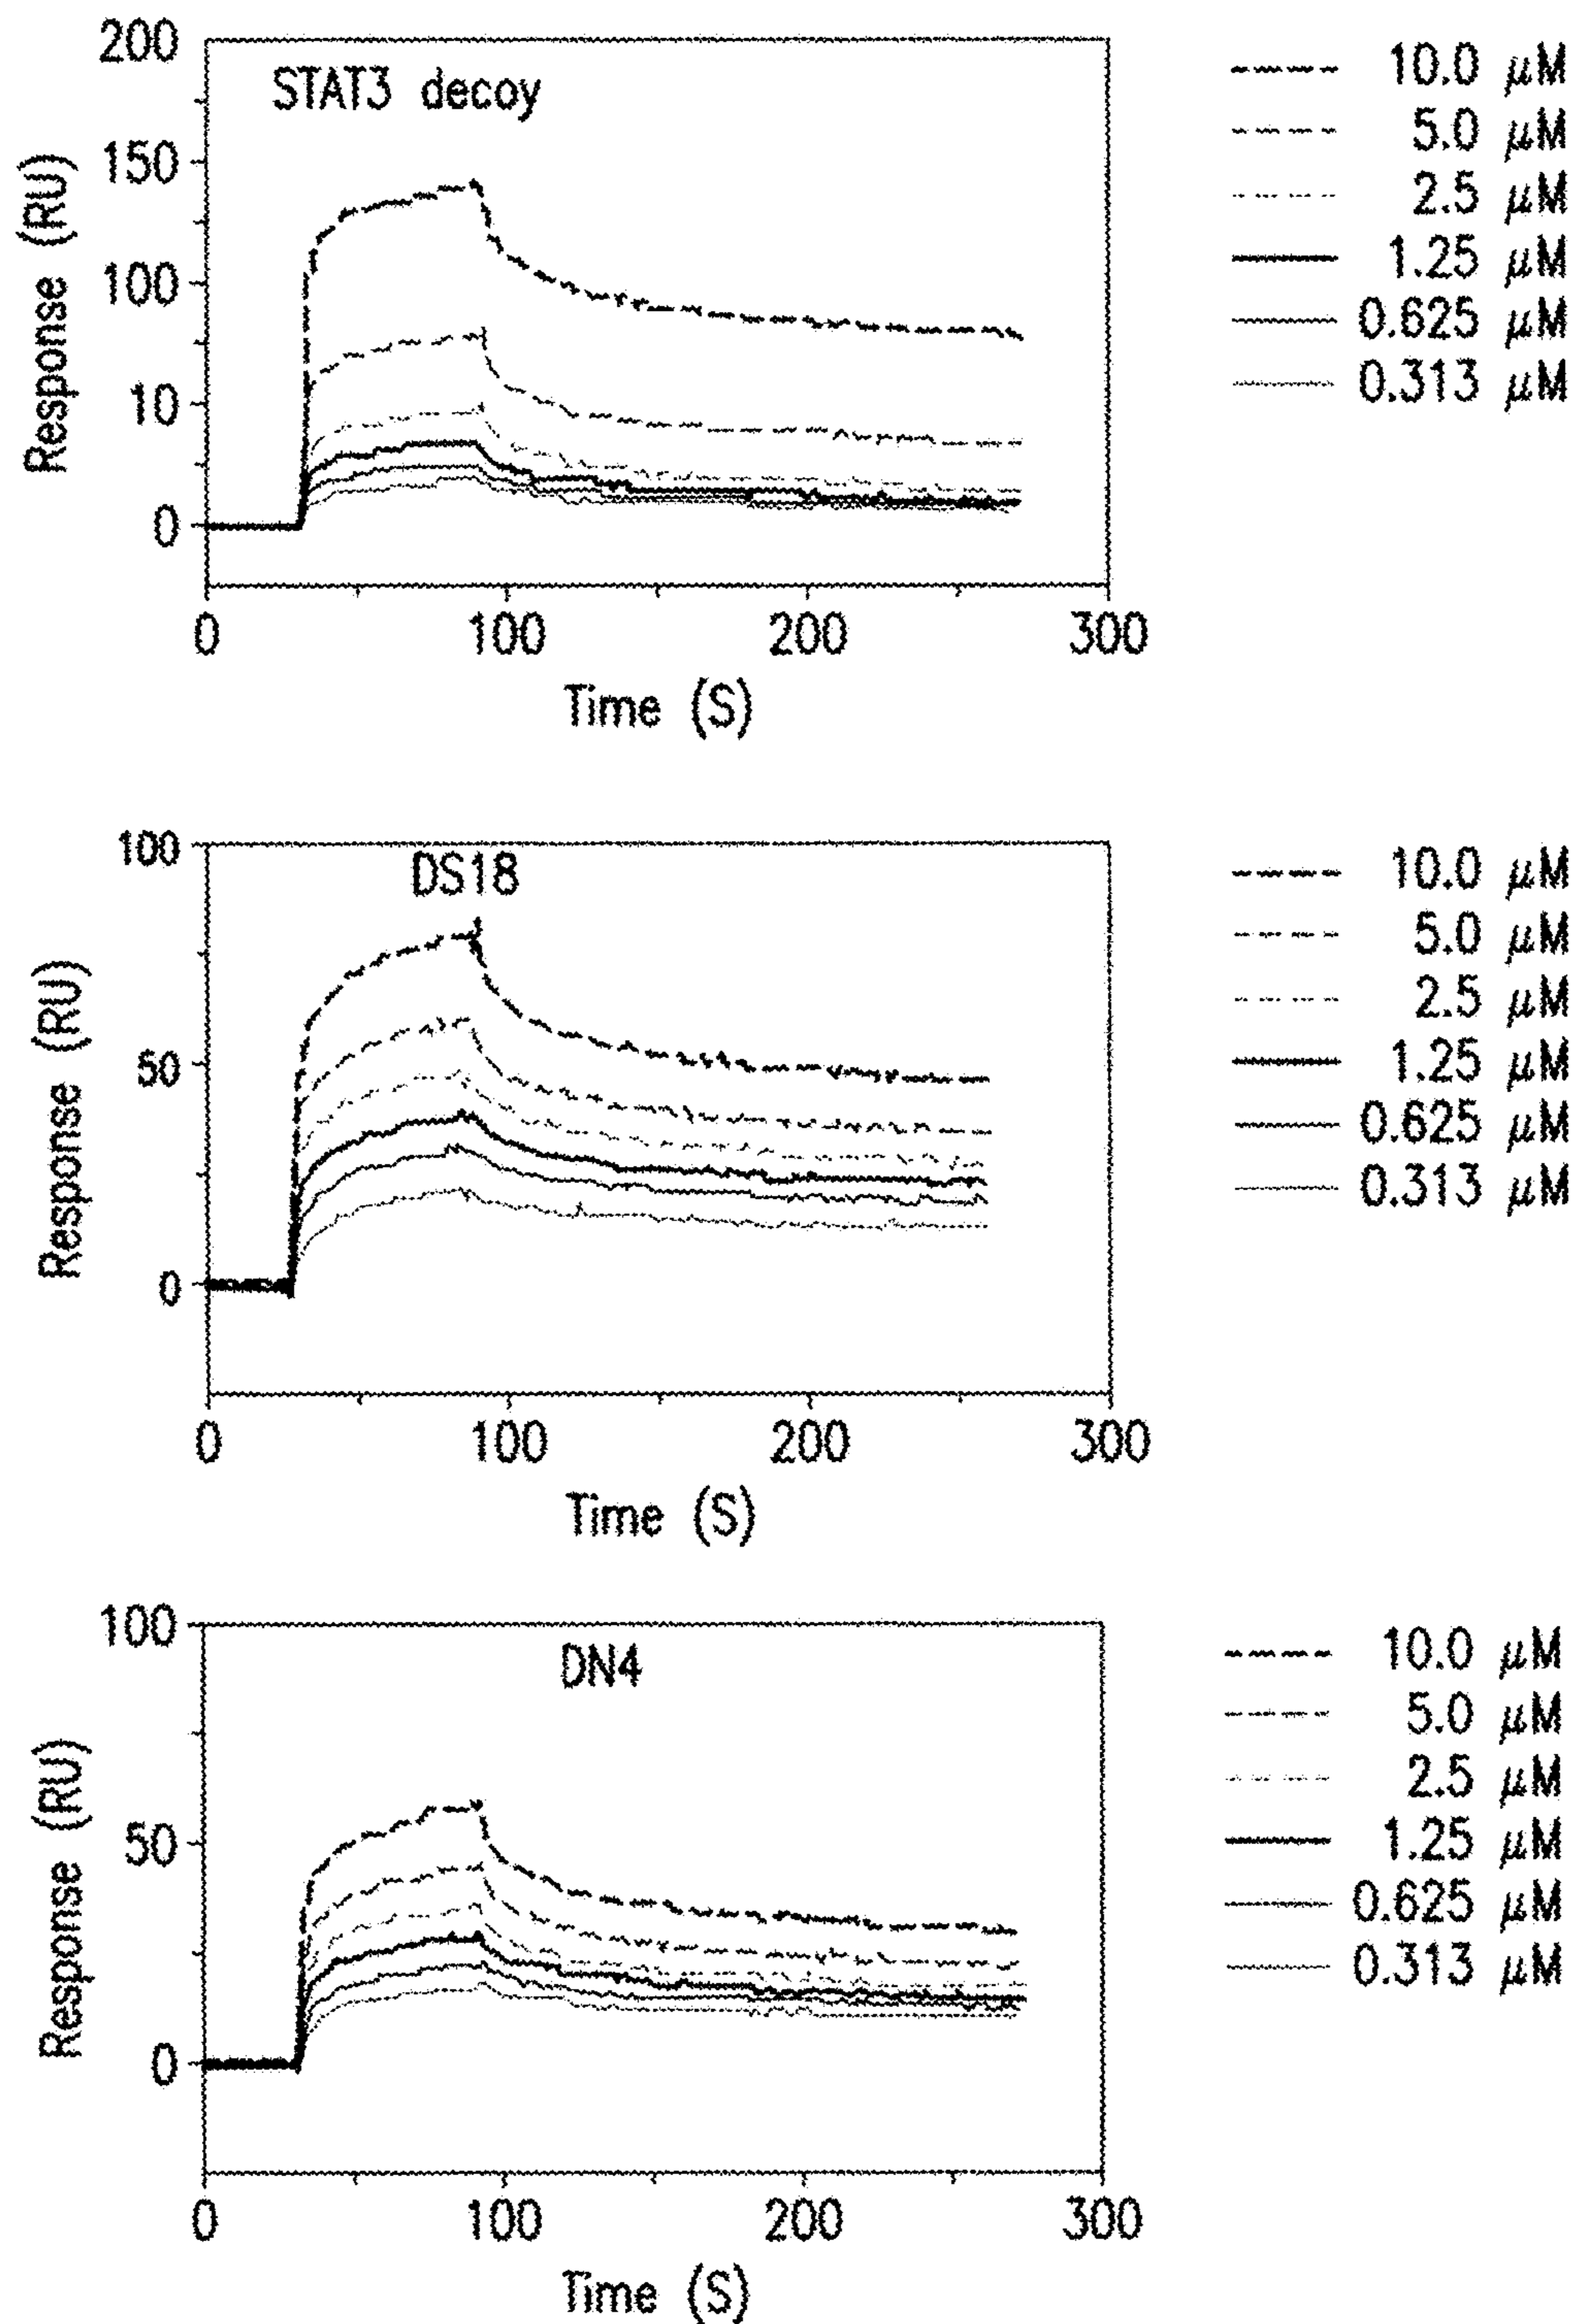 STAT3 decoy
Response (RU)
200
150
100
10
0
0 100 200 300
Time (S)
10.0 μM
5.0 μM
2.5 μM
1.25 μM
0.625 μM
0.313 μM
DS18
Response (RU)
100
50
0
0 100 200 300
Time (S)
10.0 μM
5.0 μM
2.5 μM
1.25 μM
0.625 μM
0.313 μM
DN4
Response (RU)
100
50
0
0 100 200 300
Time (S)
10.0 μM
5.0 μM
2.5 μM
1.25 μM
0.625 μM
0.313 μM